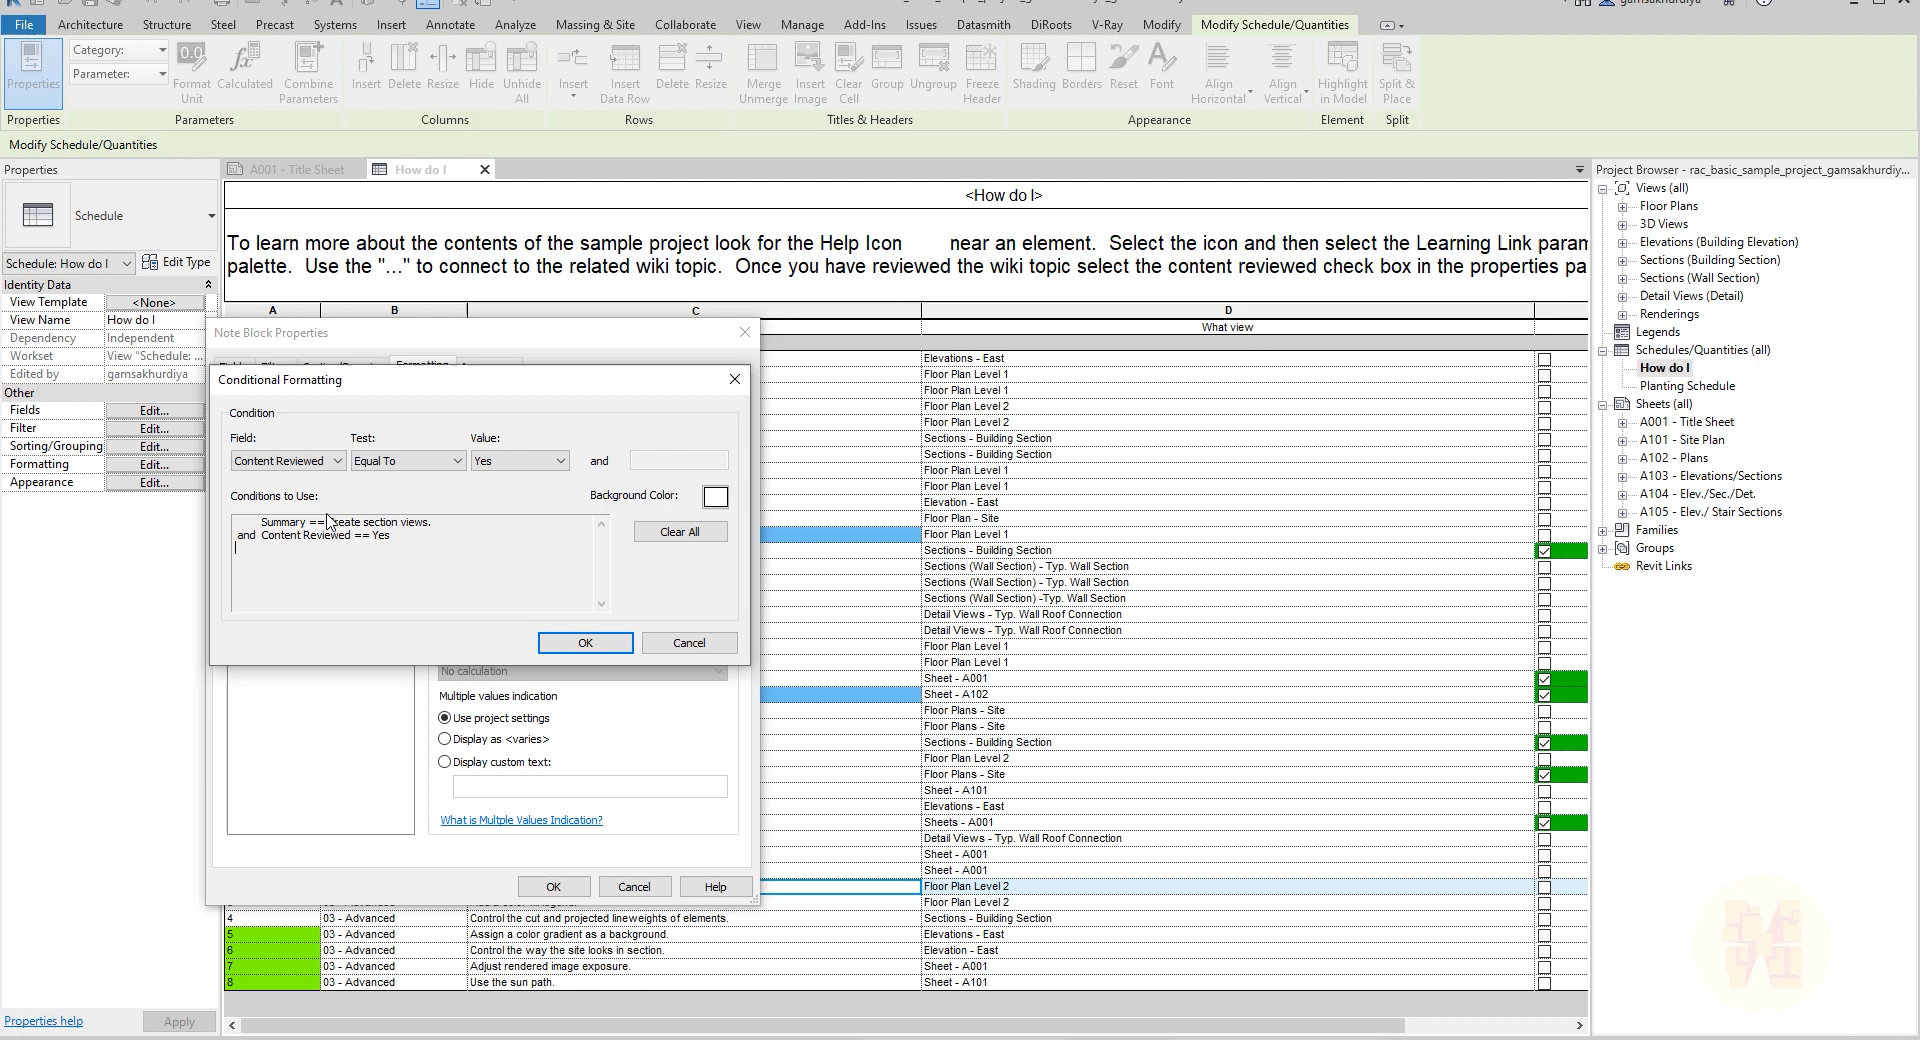 gamsakhurdiya
File Architecture Structure Steel Precast Systems Insert Annotate Analyze Massing & Site Collaborate View Manage Add-Ins Issues Datasmith DiRoots V-Ray Modify Modify Schedule/Quantities
Category:
Parameter:
Properties Format Unit Calculated Combine Parameters Insert Delete Resize Hide Unhide All Insert Insert Data Row Delete Resize Merge Unmerge Insert Image Clear Cell Group Ungroup Freeze Header Shading Borders Reset Font Align Horizontal Align Vertical Highlight in Model Split & Place
Properties Parameters Columns Rows Titles & Headers Appearance Element Split
Modify Schedule/Quantities
Properties
Schedule
Schedule: How do I Edit Type
Identity Data
View Template <None>
View Name How do I
Dependency Independent
Workset View "Schedule: ...
Edited by gamsakhurdiya
Other
Fields Edit...
Filter Edit...
Sorting/Grouping Edit...
Formatting Edit...
Appearance Edit...
Properties help Apply
A001 - Title Sheet How do I
<How do I>
To learn more about the contents of the sample project look for the Help Icon near an element. Select the icon and then select the Learning Link param
palette. Use the "..." to connect to the related wiki topic. Once you have reviewed the wiki topic select the content reviewed check box in the properties pa
A B C D
What view
Note Block Properties
Formatting
Conditional Formatting
Condition
Field: Test: Value:
Content Reviewed Equal To Yes and
Conditions to Use: Background Color:
Summary == eate section views.
and Content Reviewed == Yes
Clear All
OK Cancel
No calculation
Multiple values indication
Use project settings
Display as <varies>
Display custom text:
What is Multple Values Indication?
OK Cancel Help
Elevations - East
Floor Plan Level 1
Floor Plan Level 1
Floor Plan Level 2
Floor Plan Level 2
Sections - Building Section
Sections - Building Section
Floor Plan Level 1
Floor Plan Level 1
Elevation - East
Floor Plan - Site
Floor Plan Level 1
Sections - Building Section
Sections (Wall Section) - Typ. Wall Section
Sections (Wall Section) - Typ. Wall Section
Sections (Wall Section) -Typ. Wall Section
Detail Views - Typ. Wall Roof Connection
Detail Views - Typ. Wall Roof Connection
Floor Plan Level 1
Floor Plan Level 1
Sheet - A001
Sheet - A102
Floor Plans - Site
Floor Plans - Site
Sections - Building Section
Floor Plan Level 2
Floor Plans - Site
Sheet - A101
Elevations - East
Sheets - A001
Detail Views - Typ. Wall Roof Connection
Sheet - A001
Sheet - A001
Floor Plan Level 2
Floor Plan Level 2
4 03 - Advanced Control the cut and projected lineweights of elements. Sections - Building Section
5 03 - Advanced Assign a color gradient as a background. Elevations - East
6 03 - Advanced Control the way the site looks in section. Elevation - East
7 03 - Advanced Adjust rendered image exposure. Sheet - A001
8 03 - Advanced Use the sun path. Sheet - A101
Project Browser - rac_basic_sample_project_gamsakhurdiy...
Views (all)
Floor Plans
3D Views
Elevations (Building Elevation)
Sections (Building Section)
Sections (Wall Section)
Detail Views (Detail)
Renderings
Legends
Schedules/Quantities (all)
How do I
Planting Schedule
Sheets (all)
A001 - Title Sheet
A101 - Site Plan
A102 - Plans
A103 - Elevations/Sections
A104 - Elev./Sec./Det.
A105 - Elev./ Stair Sections
Families
Groups
Revit Links